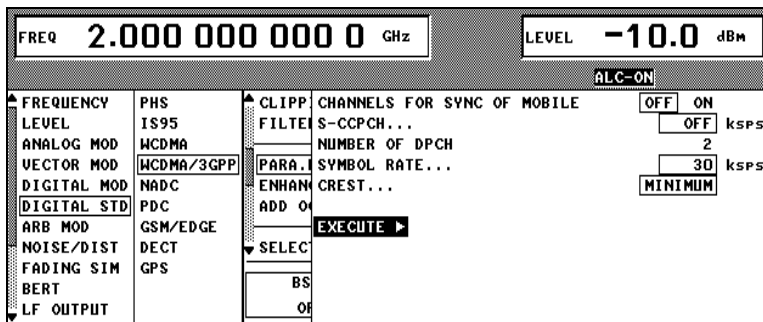 FREQ 2.000 000 000 0 GHz LEVEL -10.0 dBm
ALC-ON
FREQUENCY PHS CLIPP CHANNELS FOR SYNC OF MOBILE OFF ON
LEVEL IS95 FILTE S-CCPCH... OFF ksps
ANALOG MOD WCDMA NUMBER OF DPCH 2
VECTOR MOD WCDMA/3GPP PARA. SYMBOL RATE... 30 ksps
DIGITAL MOD NADC ENHAN CREST... MINIMUM
DIGITAL STD PDC ADD O
ARB MOD GSM/EDGE EXECUTE ▶
NOISE/DIST DECT SELEC
FADING SIM GPS
BERT BS
LF OUTPUT OF